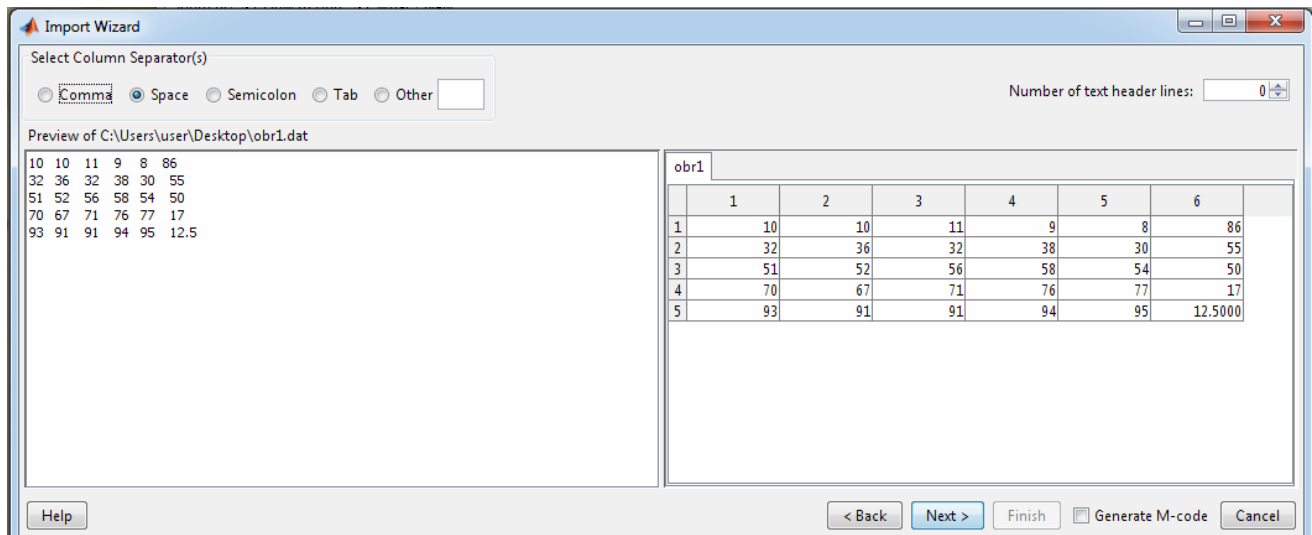 Import Wizard
Select Column Separator(s)
Comma Space Semicolon Tab Other
Number of text header lines: 0
Preview of C:\Users\user\Desktop\obr1.dat
10 10 11 9 8 86
32 36 32 38 30 55
51 52 56 58 54 50
70 67 71 76 77 17
93 91 91 94 95 12.5
obr1
1 2 3 4 5 6
1 10 10 11 9 8 86
2 32 36 32 38 30 55
3 51 52 56 58 54 50
4 70 67 71 76 77 17
5 93 91 91 94 95 12.5000
Help < Back Next > Finish Generate M-code Cancel